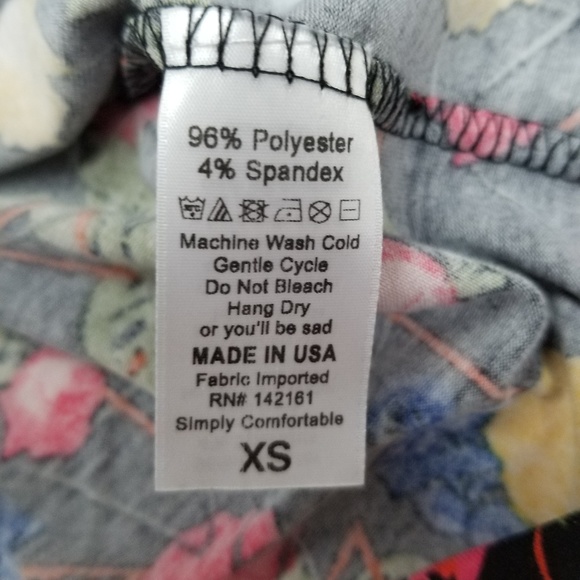 96% Polyester
4% Spandex
Machine Wash Cold
Gentle Cycle
Do Not Bleach
Hang Dry
or you'll be sad
MADE IN USA
Fabric Imported
RN# 142161
Simply Comfortable
XS